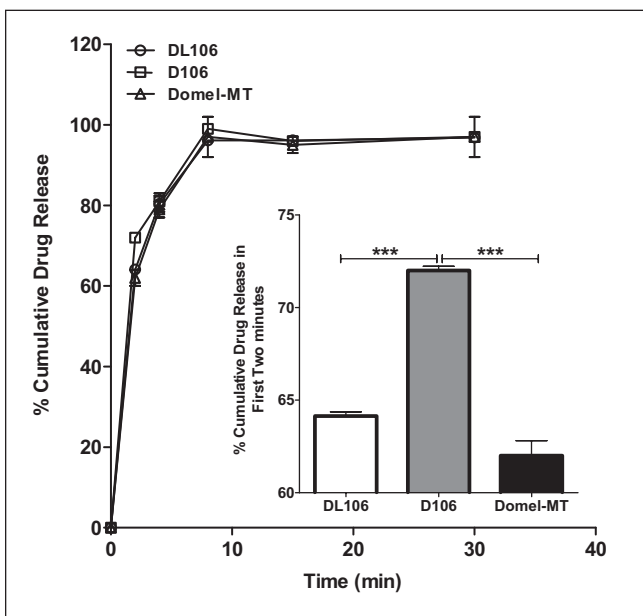 DL106
D106
Domel-MT
120
100
80
60
40
20
0
% Cumulative Drug Release
0 10 20 30 40
Time (min)
% Cumulative Drug Release in
First Two minutes
75
70
65
60
*** ***
DL106 D106 Domel-MT